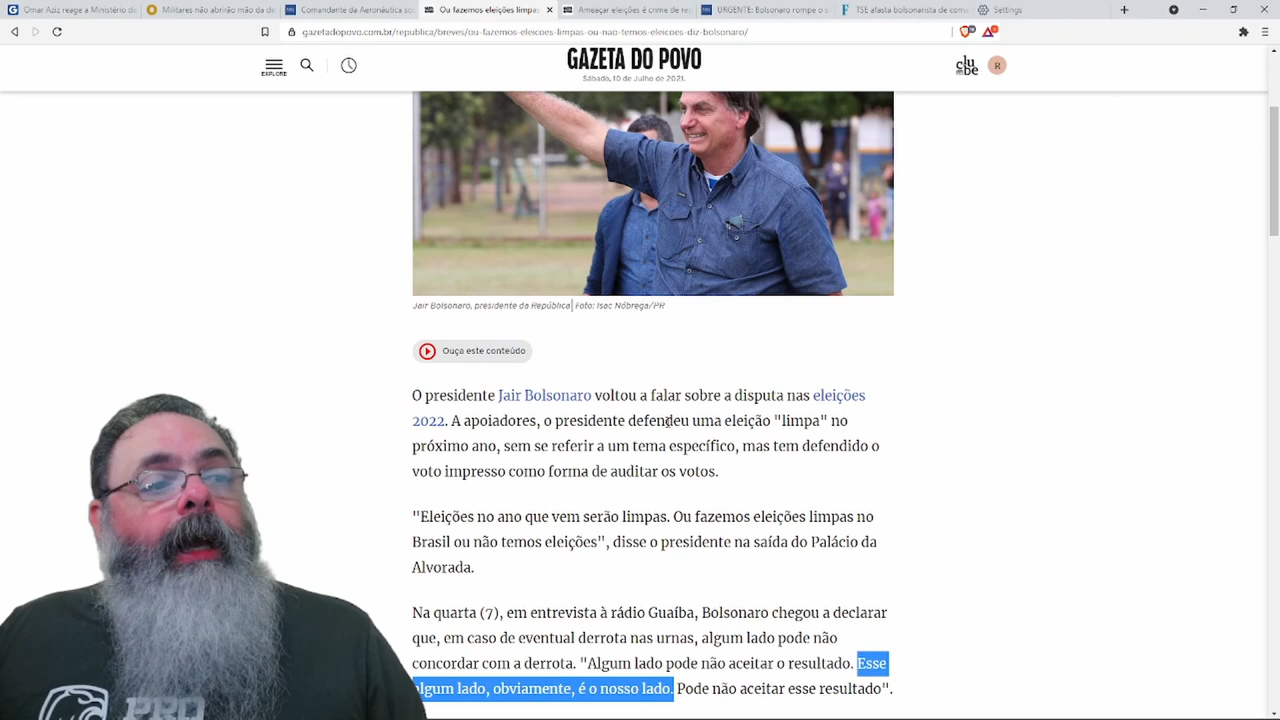 Omar Aziz reage a Ministério da
Militares não abrirão mão da de
Comandante da Aeronáutica so
Ou fazemos eleições limpas
Ameaçar eleições é crime de re
URGENTE: Bolsonaro rompe o s
TSE afasta bolsonarista de coma
Settings
gazetadopovo.com.br/republica/breves/ou-fazemos-eleicoes-limpas-ou-nao-temos-eleicoes-diz-bolsonaro/
EXPLORE
GAZETA DO POVO
Sábado, 10 de Julho de 2021.
clube
R
Jair Bolsonaro, presidente da República| Foto: Isac Nóbrega/PR
Ouça este conteúdo
O presidente Jair Bolsonaro voltou a falar sobre a disputa nas eleições
2022. A apoiadores, o presidente defendeu uma eleição "limpa" no
próximo ano, sem se referir a um tema específico, mas tem defendido o
voto impresso como forma de auditar os votos.
"Eleições no ano que vem serão limpas. Ou fazemos eleições limpas no
Brasil ou não temos eleições", disse o presidente na saída do Palácio da
Alvorada.
Na quarta (7), em entrevista à rádio Guaíba, Bolsonaro chegou a declarar
que, em caso de eventual derrota nas urnas, algum lado pode não
concordar com a derrota. "Algum lado pode não aceitar o resultado. Esse
algum lado, obviamente, é o nosso lado. Pode não aceitar esse resultado".